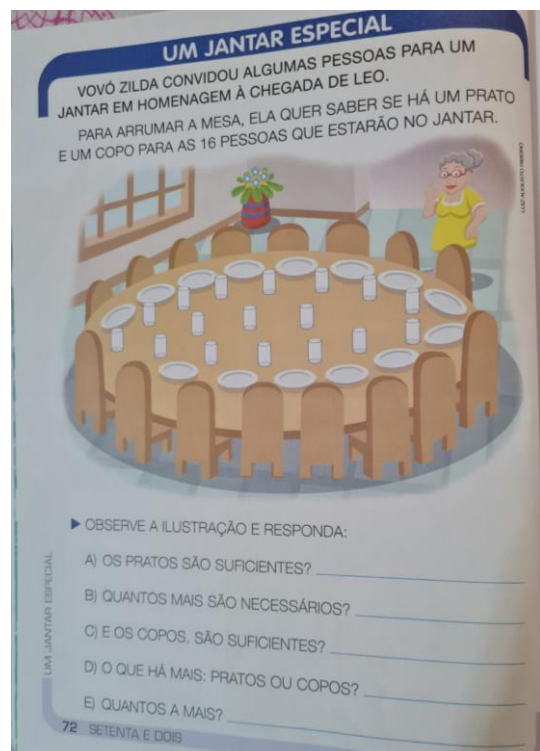 UM JANTAR ESPECIAL
VOVÓ ZILDA CONVIDOU ALGUMAS PESSOAS PARA UM
JANTAR EM HOMENAGEM À CHEGADA DE LEO.
PARA ARRUMAR A MESA, ELA QUER SABER SE HÁ UM PRATO
E UM COPO PARA AS 16 PESSOAS QUE ESTARÃO NO JANTAR.
▶ OBSERVE A ILUSTRAÇÃO E RESPONDA:
A) OS PRATOS SÃO SUFICIENTES?
B) QUANTOS MAIS SÃO NECESSÁRIOS?
C) E OS COPOS, SÃO SUFICIENTES?
D) O QUE HÁ MAIS: PRATOS OU COPOS?
E) QUANTOS A MAIS?
72 SETENTA E DOIS
UM JANTAR ESPECIAL